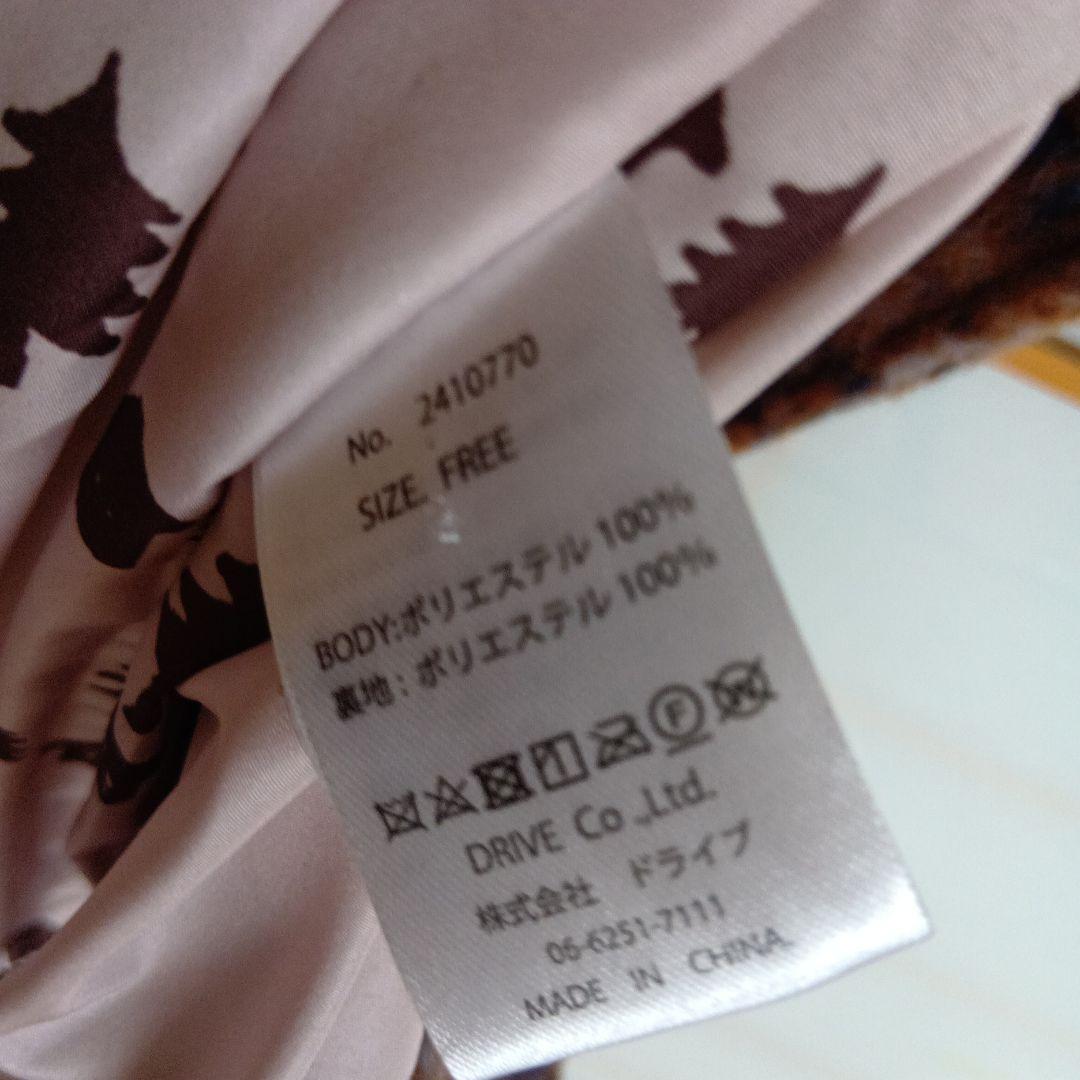 No. 2410770
SIZE. FREE
BODY:ポリエステル 100%
裏地 : ポリエステル 100%
F W
DRIVE Co.,Ltd.
株式会社 ドライブ
06-6251-7111
MADE IN CHINA